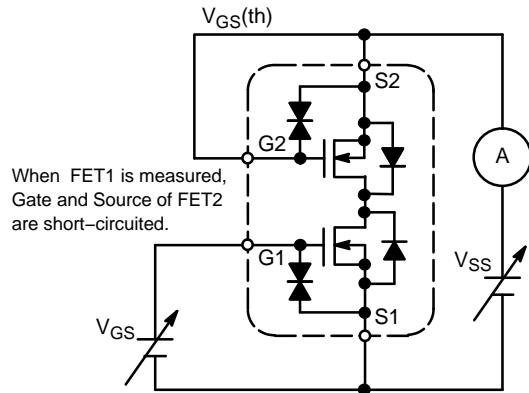 VGS(th)
S2
G2
A
When FET1 is measured,
Gate and Source of FET2
are short−circuited.
G1
VSS
VGS
S1